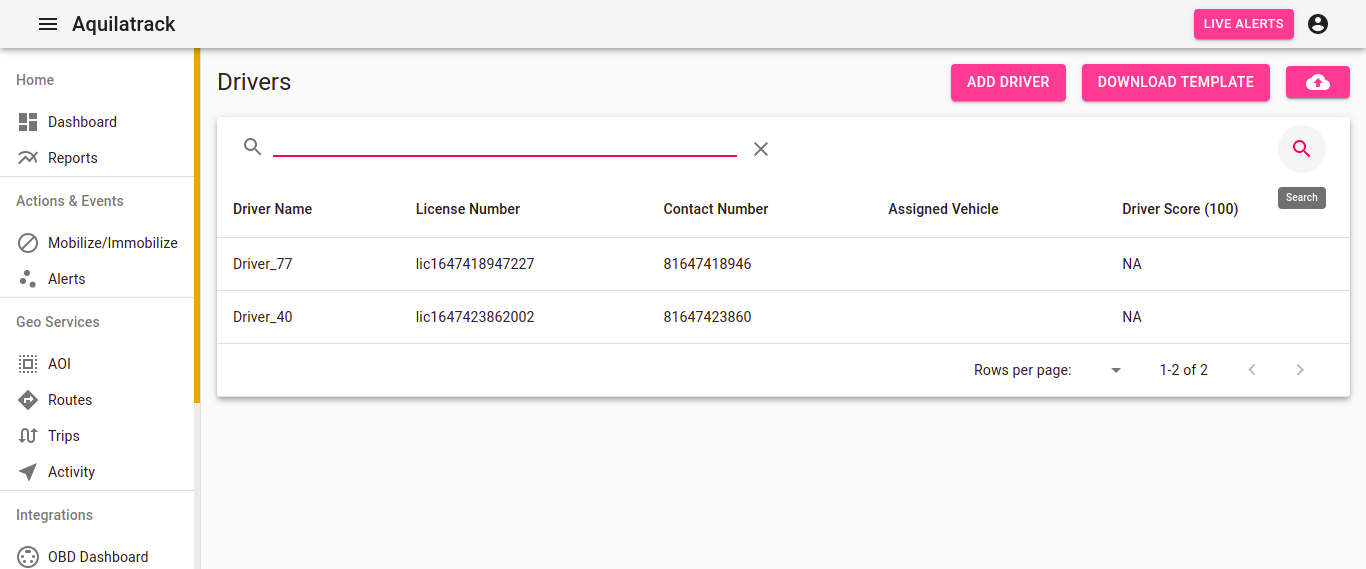 Aquilatrack
LIVE ALERTS
Home
Dashboard
Reports
Actions & Events
Mobilize/Immobilize
Alerts
Geo Services
AOI
Routes
Trips
Activity
Integrations
OBD Dashboard
Drivers
ADD DRIVER
DOWNLOAD TEMPLATE
Search
Driver Name License Number Contact Number Assigned Vehicle Driver Score (100)
Driver_77 lic1647418947227 81647418946 NA
Driver_40 lic1647423862002 81647423860 NA
Rows per page: 1-2 of 2